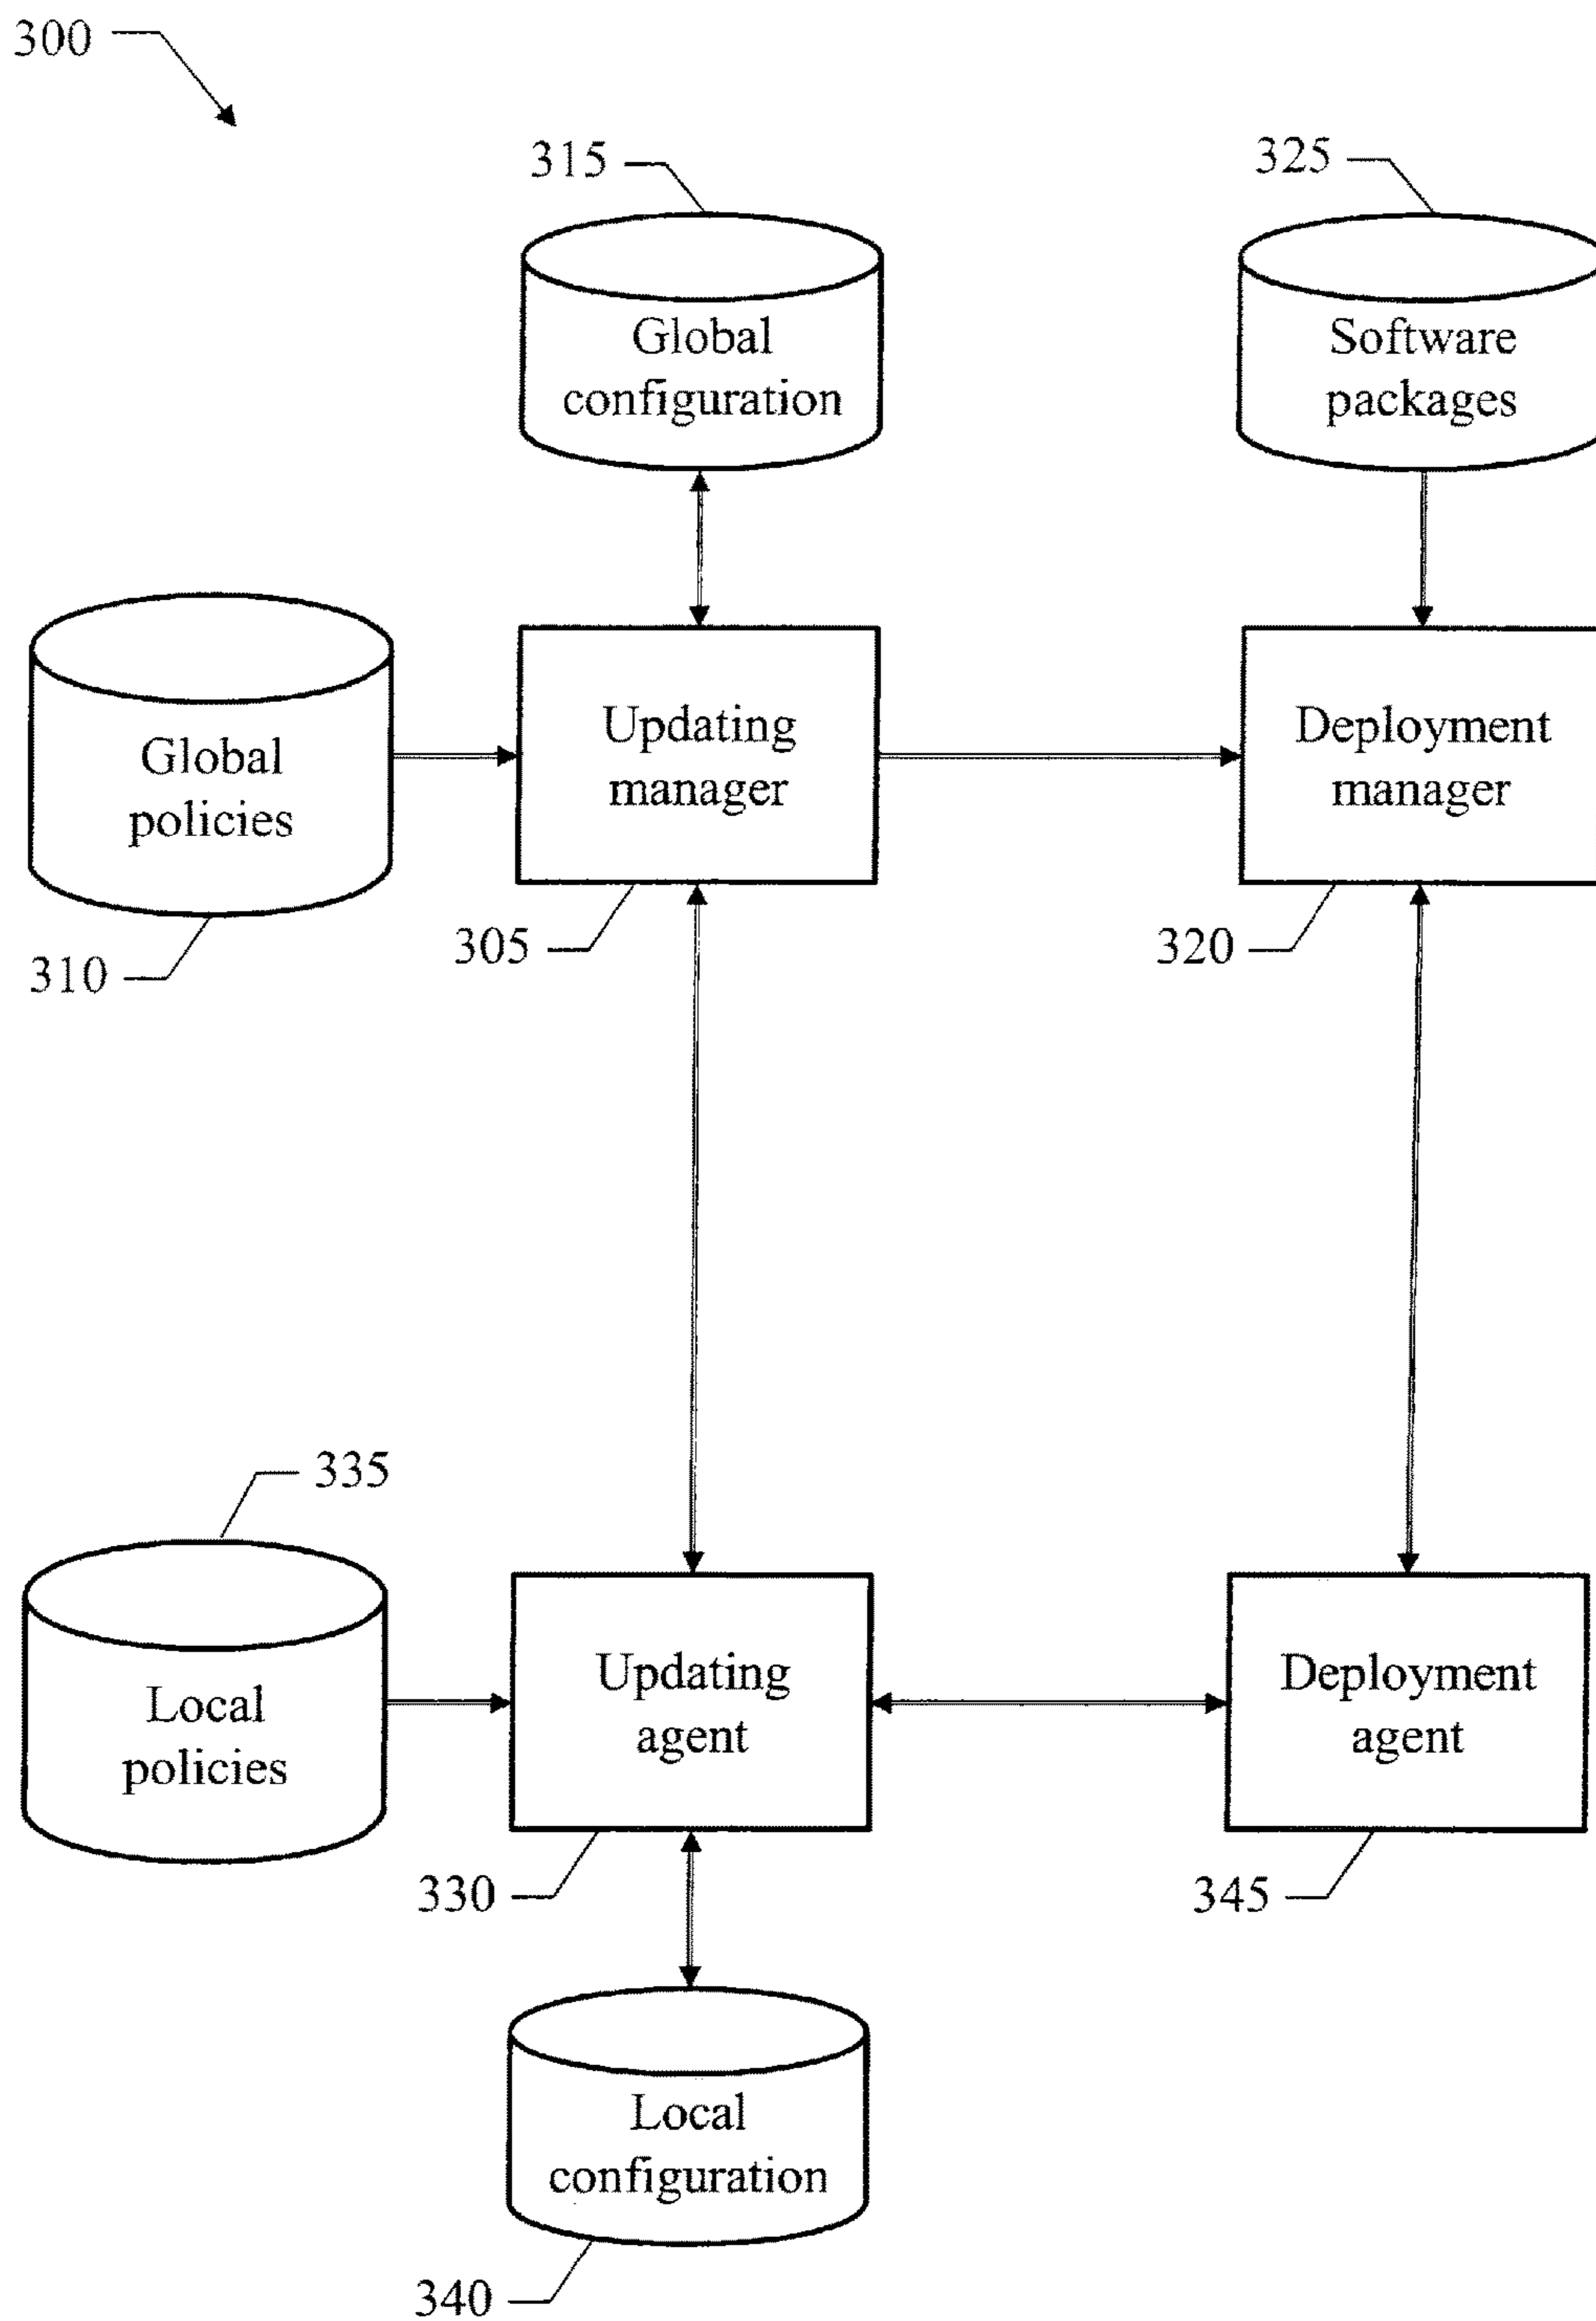 300
315
325
Global
configuration
Software
packages
Global
policies
Updating
manager
Deployment
manager
310
305
320
335
Local
policies
Updating
agent
Deployment
agent
330
345
Local
configuration
340